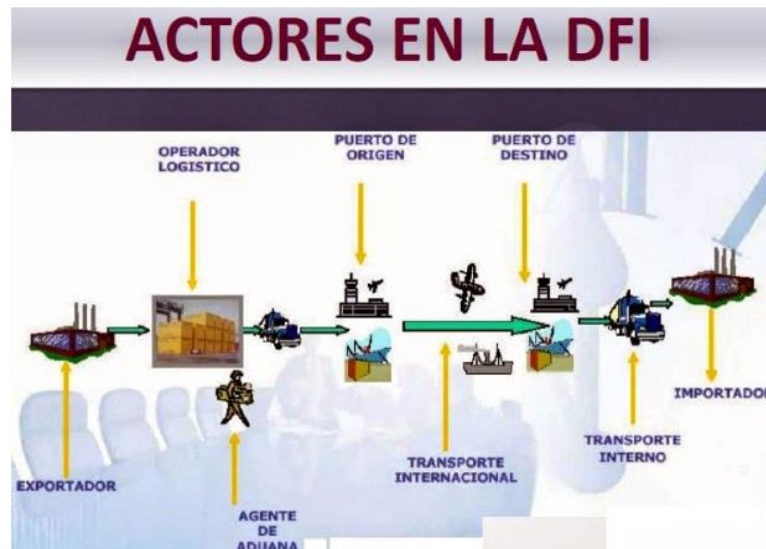 ACTORES EN LA DFI
OPERADOR
LOGISTICO
PUERTO DE
ORIGEN
PUERTO DE
DESTINO
IMPORTADOR
TRANSPORTE
INTERNO
TRANSPORTE
INTERNACIONAL
EXPORTADOR
AGENTE
DE
ADUANA